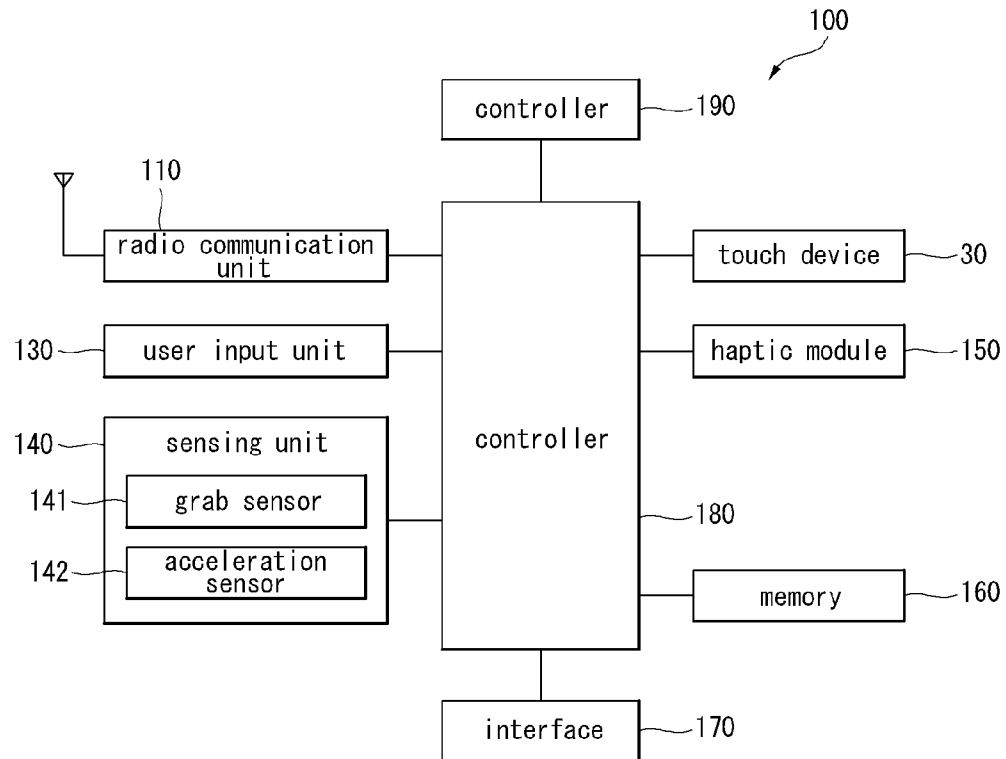 100
controller
190
110
radio communication
unit
touch device
30
130
user input unit
haptic module
150
140
sensing unit
controller
141
grab sensor
180
142
acceleration
sensor
memory
160
interface
170